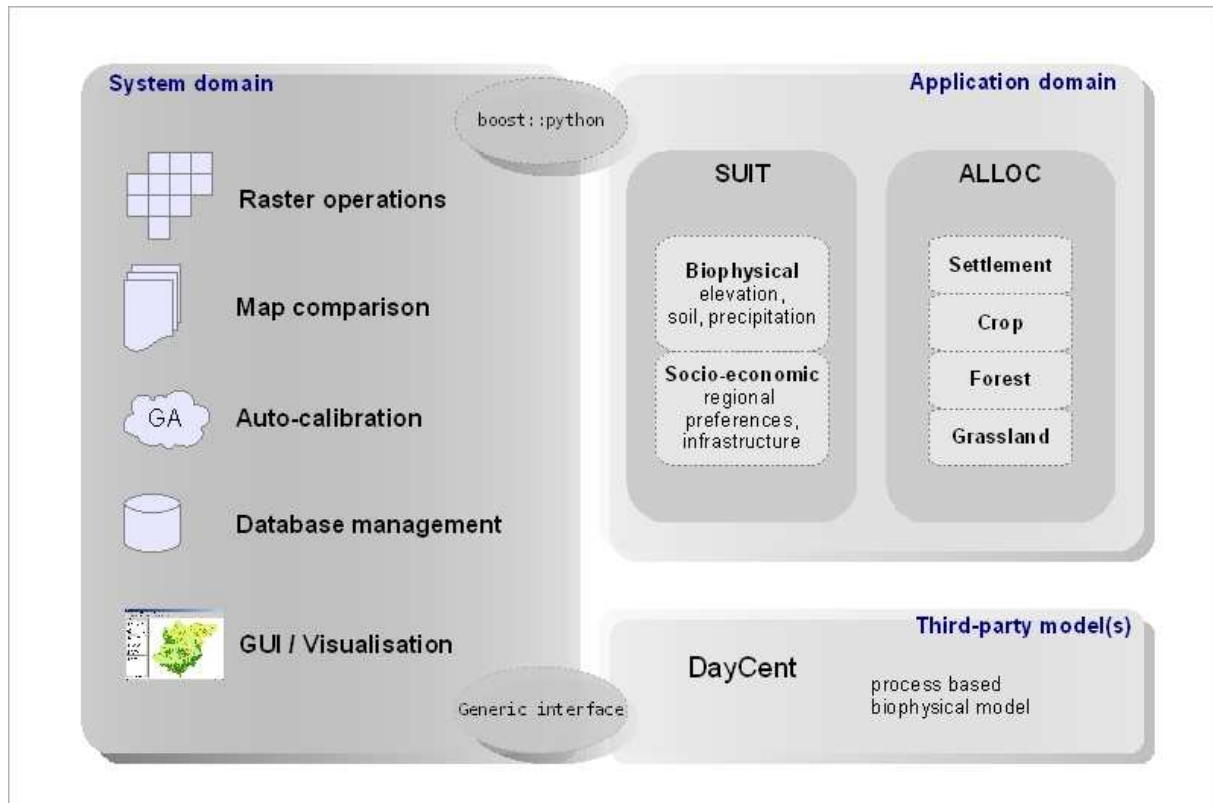 System domain
boost::python
Raster operations
Map comparison
GA
Auto-calibration
Database management
GUI / Visualisation
Generic interface
Application domain
SUIT
Biophysical
elevation,
soil, precipitation
Socio-economic
regional
preferences,
infrastructure
ALLOC
Settlement
Crop
Forest
Grassland
Third-party model(s)
DayCent
process based
biophysical model